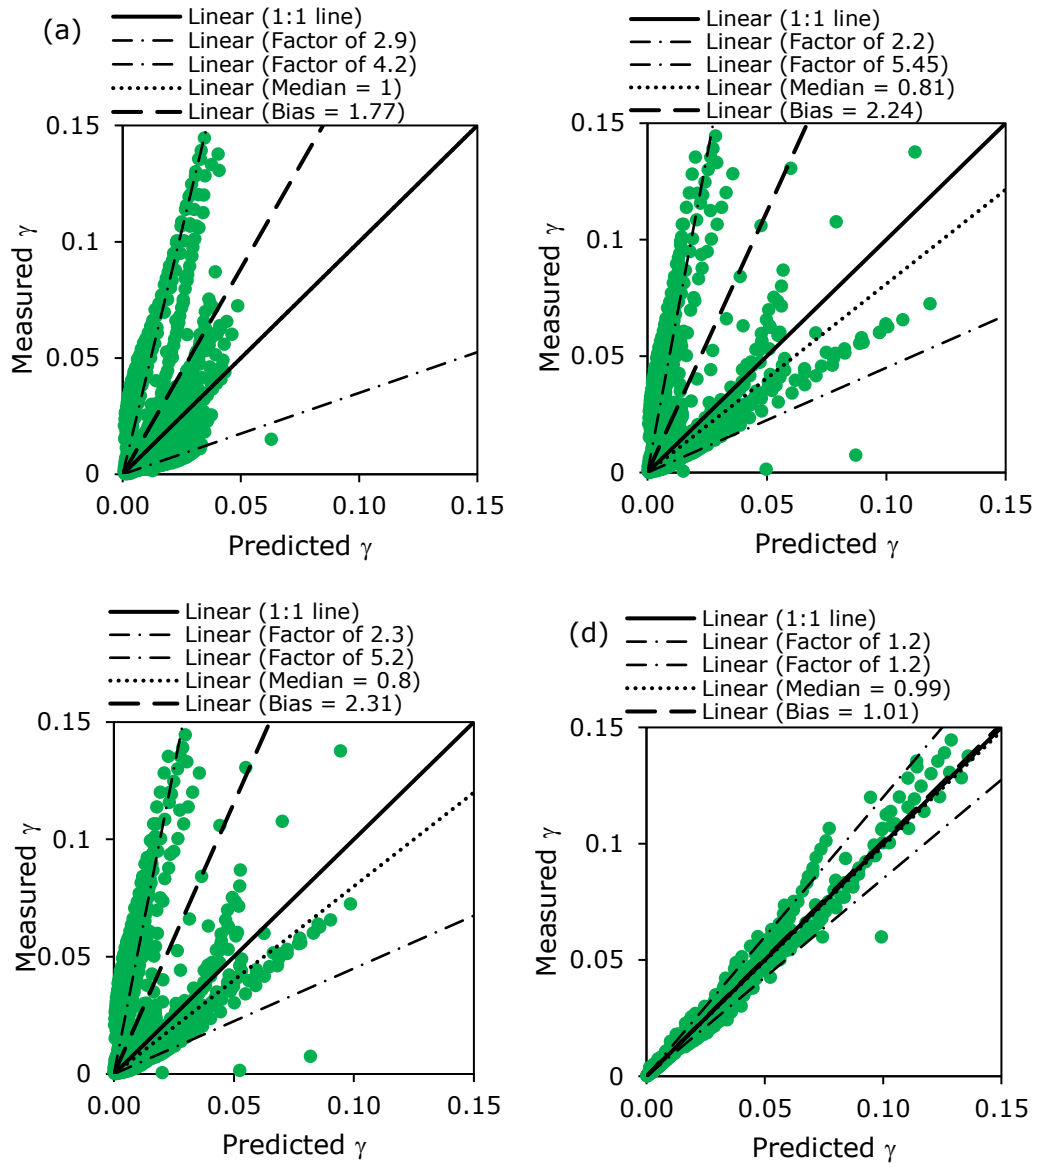 (a)
Linear (1:1 line)
Linear (Factor of 2.9)
Linear (Factor of 4.2)
Linear (Median = 1)
Linear (Bias = 1.77)
0.15
0.1
0.05
0
Measured γ
0.00 0.05 0.10 0.15
Predicted γ
Linear (1:1 line)
Linear (Factor of 2.2)
Linear (Factor of 5.45)
Linear (Median = 0.81)
Linear (Bias = 2.24)
0.15
0.1
0.05
0
Measured γ
0.00 0.05 0.10 0.15
Predicted γ
Linear (1:1 line)
Linear (Factor of 2.3)
Linear (Factor of 5.2)
Linear (Median = 0.8)
Linear (Bias = 2.31)
0.15
0.1
0.05
0
Measured γ
0.00 0.05 0.10 0.15
Predicted γ
(d)
Linear (1:1 line)
Linear (Factor of 1.2)
Linear (Factor of 1.2)
Linear (Median = 0.99)
Linear (Bias = 1.01)
0.15
0.1
0.05
0
Measured γ
0.00 0.05 0.10 0.15
Predicted γ